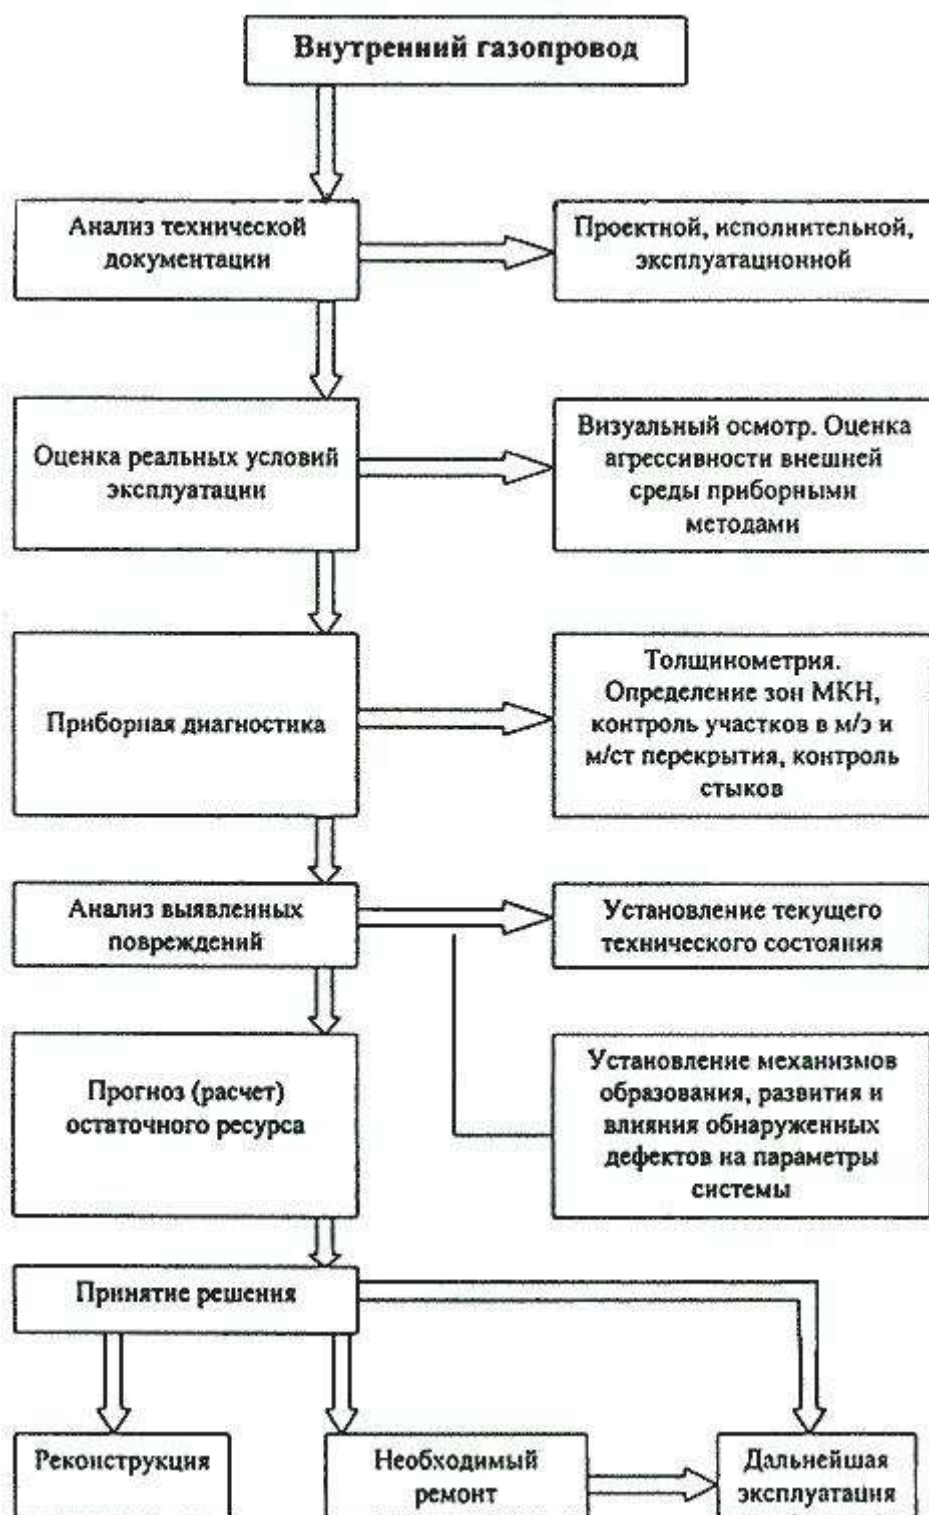 Внутренний газопровод
Анализ технической
документации
Проектной, исполнительной,
эксплуатационной
Оценка реальных условий
эксплуатации
Визуальный осмотр. Оценка
агрессивности внешней
среды приборными
методами
Приборная диагностика
Толщинометрия.
Определение зон МКН,
контроль участков в м/э и
м/ст перекрытия, контроль
стыков
Анализ выявленных
повреждений
Установление текущего
технического состояния
Прогноз (расчет)
остаточного ресурса
Установление механизмов
образования, развития и
влияния обнаруженных
дефектов на параметры
системы
Принятие решения
Реконструкция
Необходимый
ремонт
Дальнейшая
эксплуатация